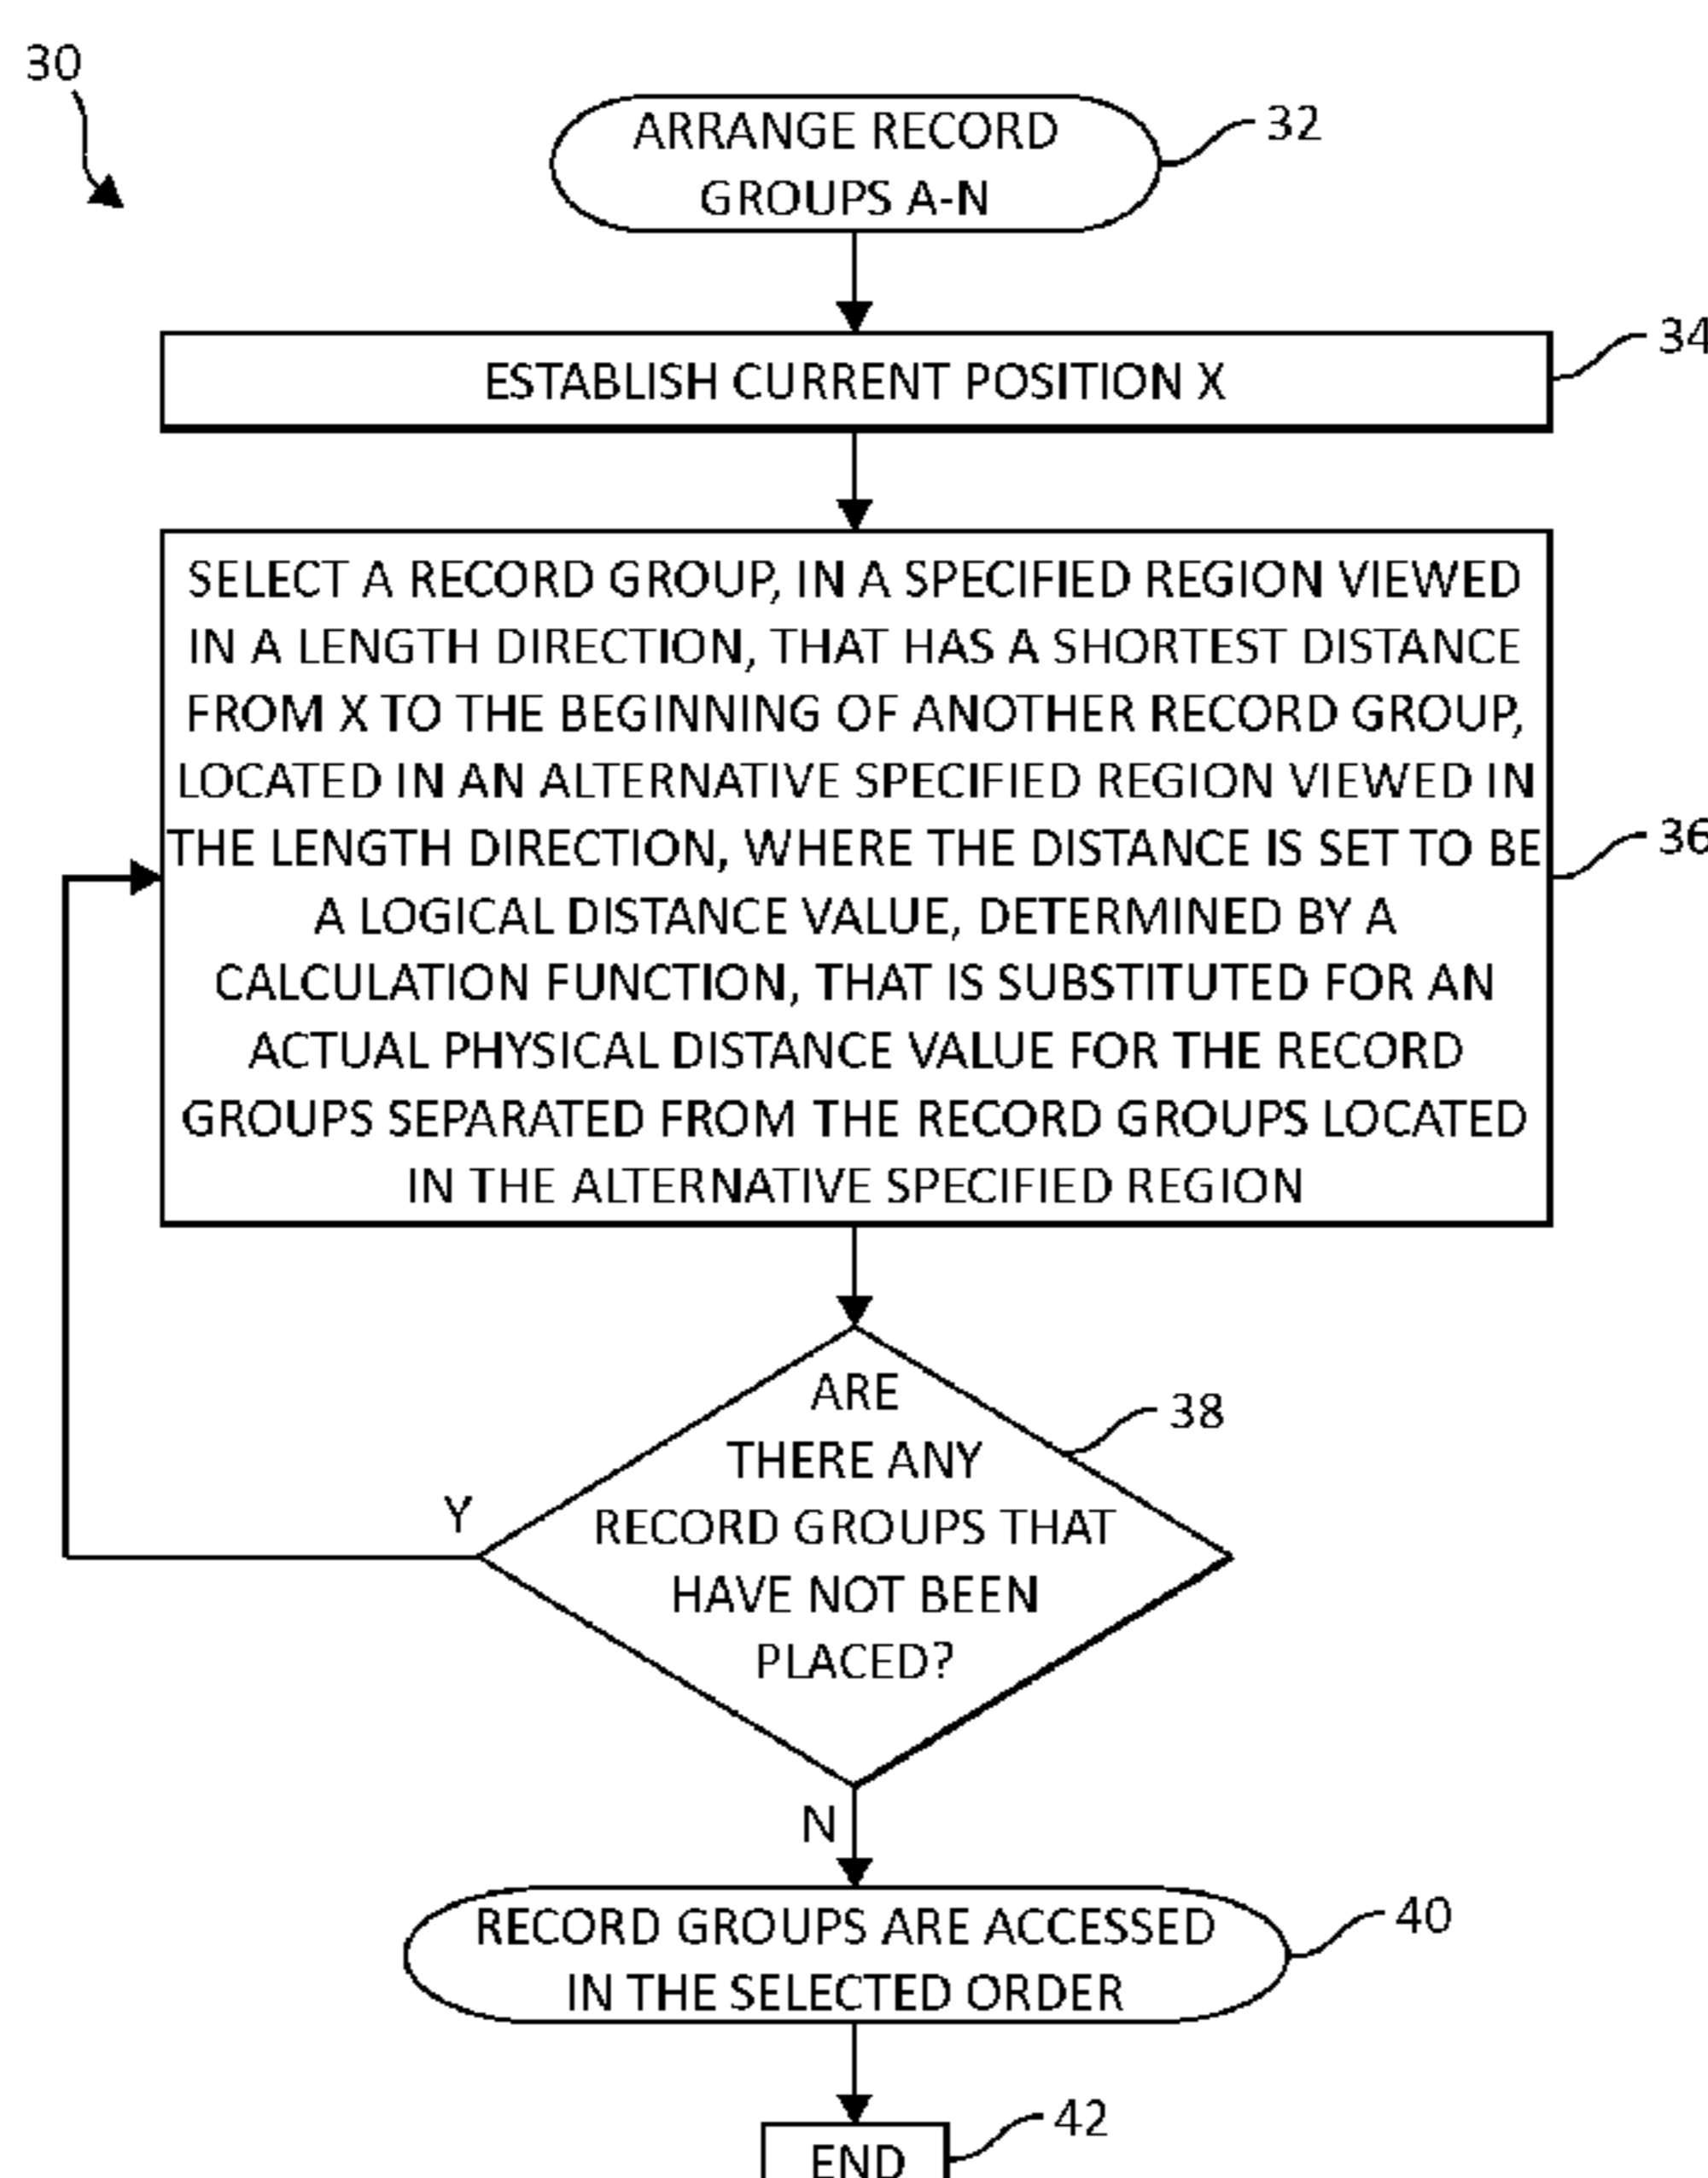 30
ARRANGE RECORD
GROUPS A-N
32
ESTABLISH CURRENT POSITION X
34
SELECT A RECORD GROUP, IN A SPECIFIED REGION VIEWED
IN A LENGTH DIRECTION, THAT HAS A SHORTEST DISTANCE
FROM X TO THE BEGINNING OF ANOTHER RECORD GROUP,
LOCATED IN AN ALTERNATIVE SPECIFIED REGION VIEWED IN
THE LENGTH DIRECTION, WHERE THE DISTANCE IS SET TO BE
A LOGICAL DISTANCE VALUE, DETERMINED BY A
CALCULATION FUNCTION, THAT IS SUBSTITUTED FOR AN
ACTUAL PHYSICAL DISTANCE VALUE FOR THE RECORD
GROUPS SEPARATED FROM THE RECORD GROUPS LOCATED
IN THE ALTERNATIVE SPECIFIED REGION
36
ARE
THERE ANY
RECORD GROUPS THAT
HAVE NOT BEEN
PLACED?
38
Y
N
RECORD GROUPS ARE ACCESSED
IN THE SELECTED ORDER
40
END
42